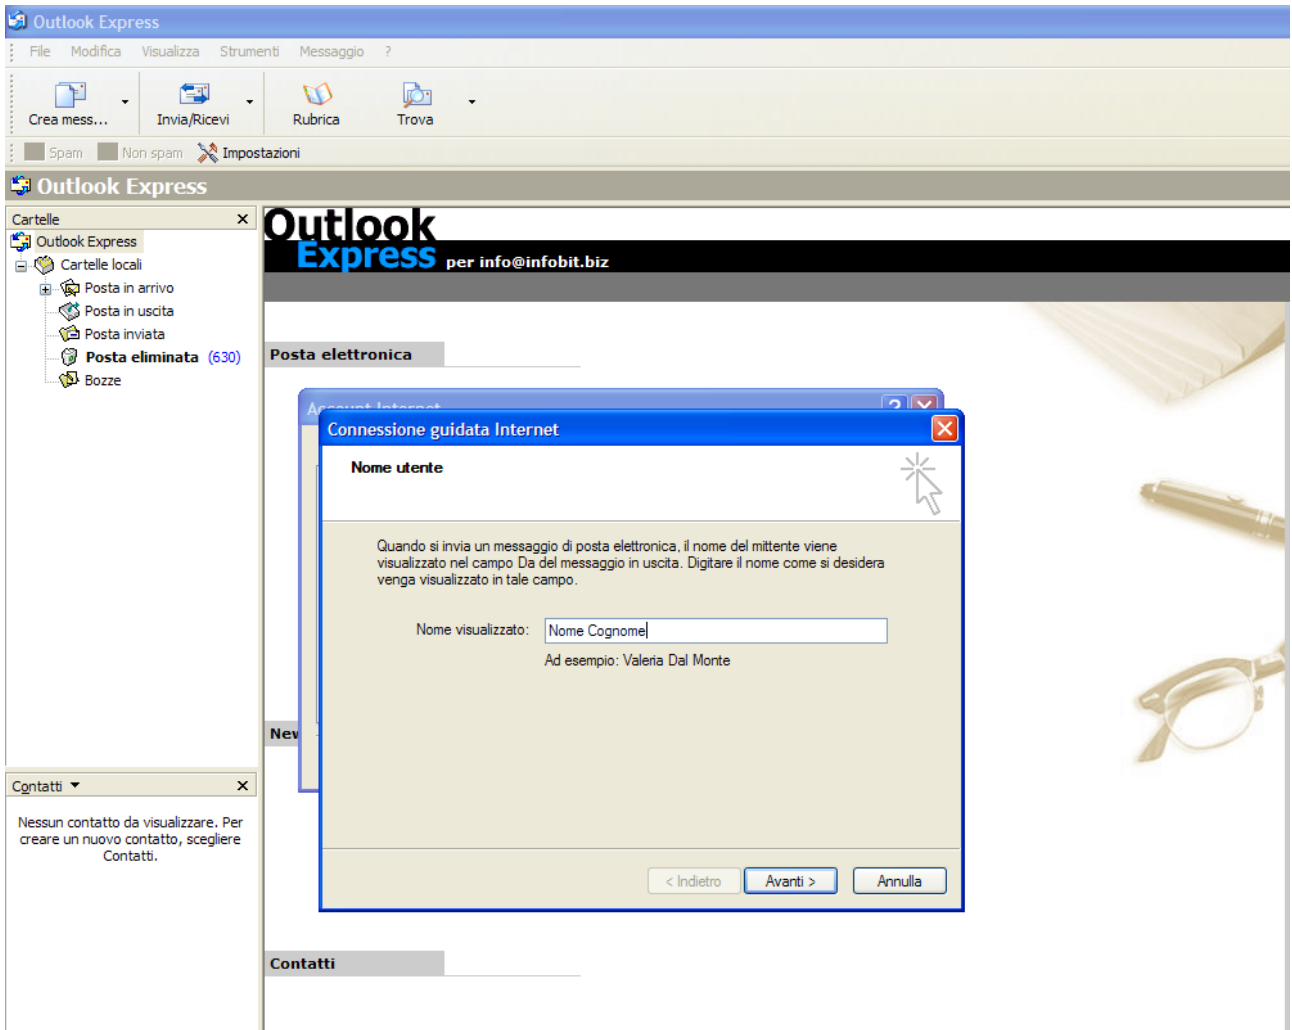 Outlook Express
File Modifica Visualizza Strumenti Messaggio ?
Crea mess... Invia/Ricevi Rubrica Trova
Spam Non spam Impostazioni
Outlook Express
Cartelle
Outlook Express
Cartelle locali
Posta in arrivo
Posta in uscita
Posta inviata
Posta eliminata (630)
Bozze
Contatti
Nessun contatto da visualizzare. Per
creare un nuovo contatto, scegliere
Contatti.
Outlook
Express per info@infobit.biz
Posta elettronica
Account Internet
Connessione guidata Internet
Nome utente
Quando si invia un messaggio di posta elettronica, il nome del mittente viene
visualizzato nel campo Da del messaggio in uscita. Digitare il nome come si desidera
venga visualizzato in tale campo.
Nome visualizzato: Nome Cognome
Ad esempio: Valeria Dal Monte
< Indietro Avanti > Annulla
Contatti